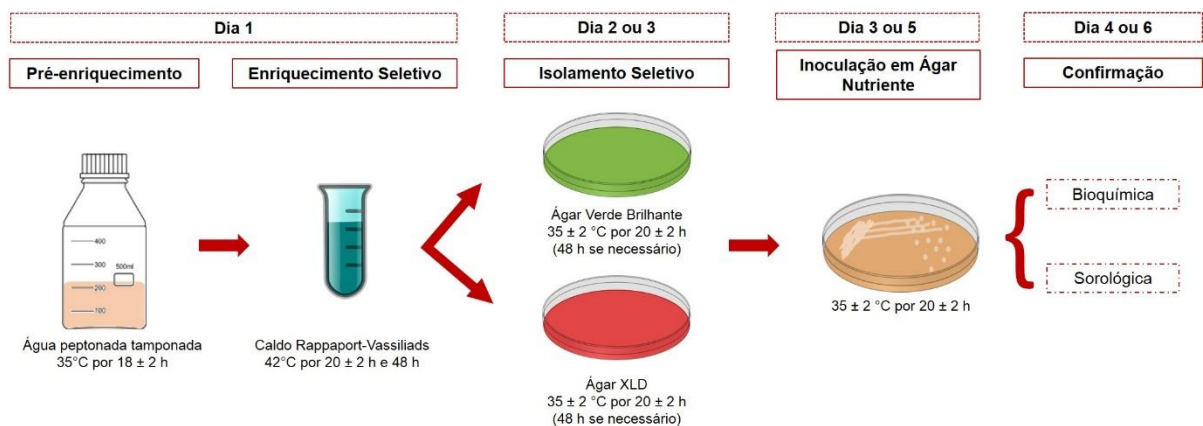 Dia 1
Dia 2 ou 3
Dia 3 ou 5
Dia 4 ou 6
Pré-enriquecimento
Enriquecimento Seletivo
Isolamento Seletivo
Inoculação em Ágar
Nutriente
Confirmação
400
300
200
100
500ml
Água peptonada tamponada
35°C por 18 ± 2 h
Caldo Rappaport-Vassiliads
42°C por 20 ± 2 h e 48 h
Ágar Verde Brilhante
35 ± 2 °C por 20 ± 2 h
(48 h se necessário)
Ágar XLD
35 ± 2 °C por 20 ± 2 h
(48 h se necessário)
35 ± 2 °C por 20 ± 2 h
Bioquímica
Sorológica